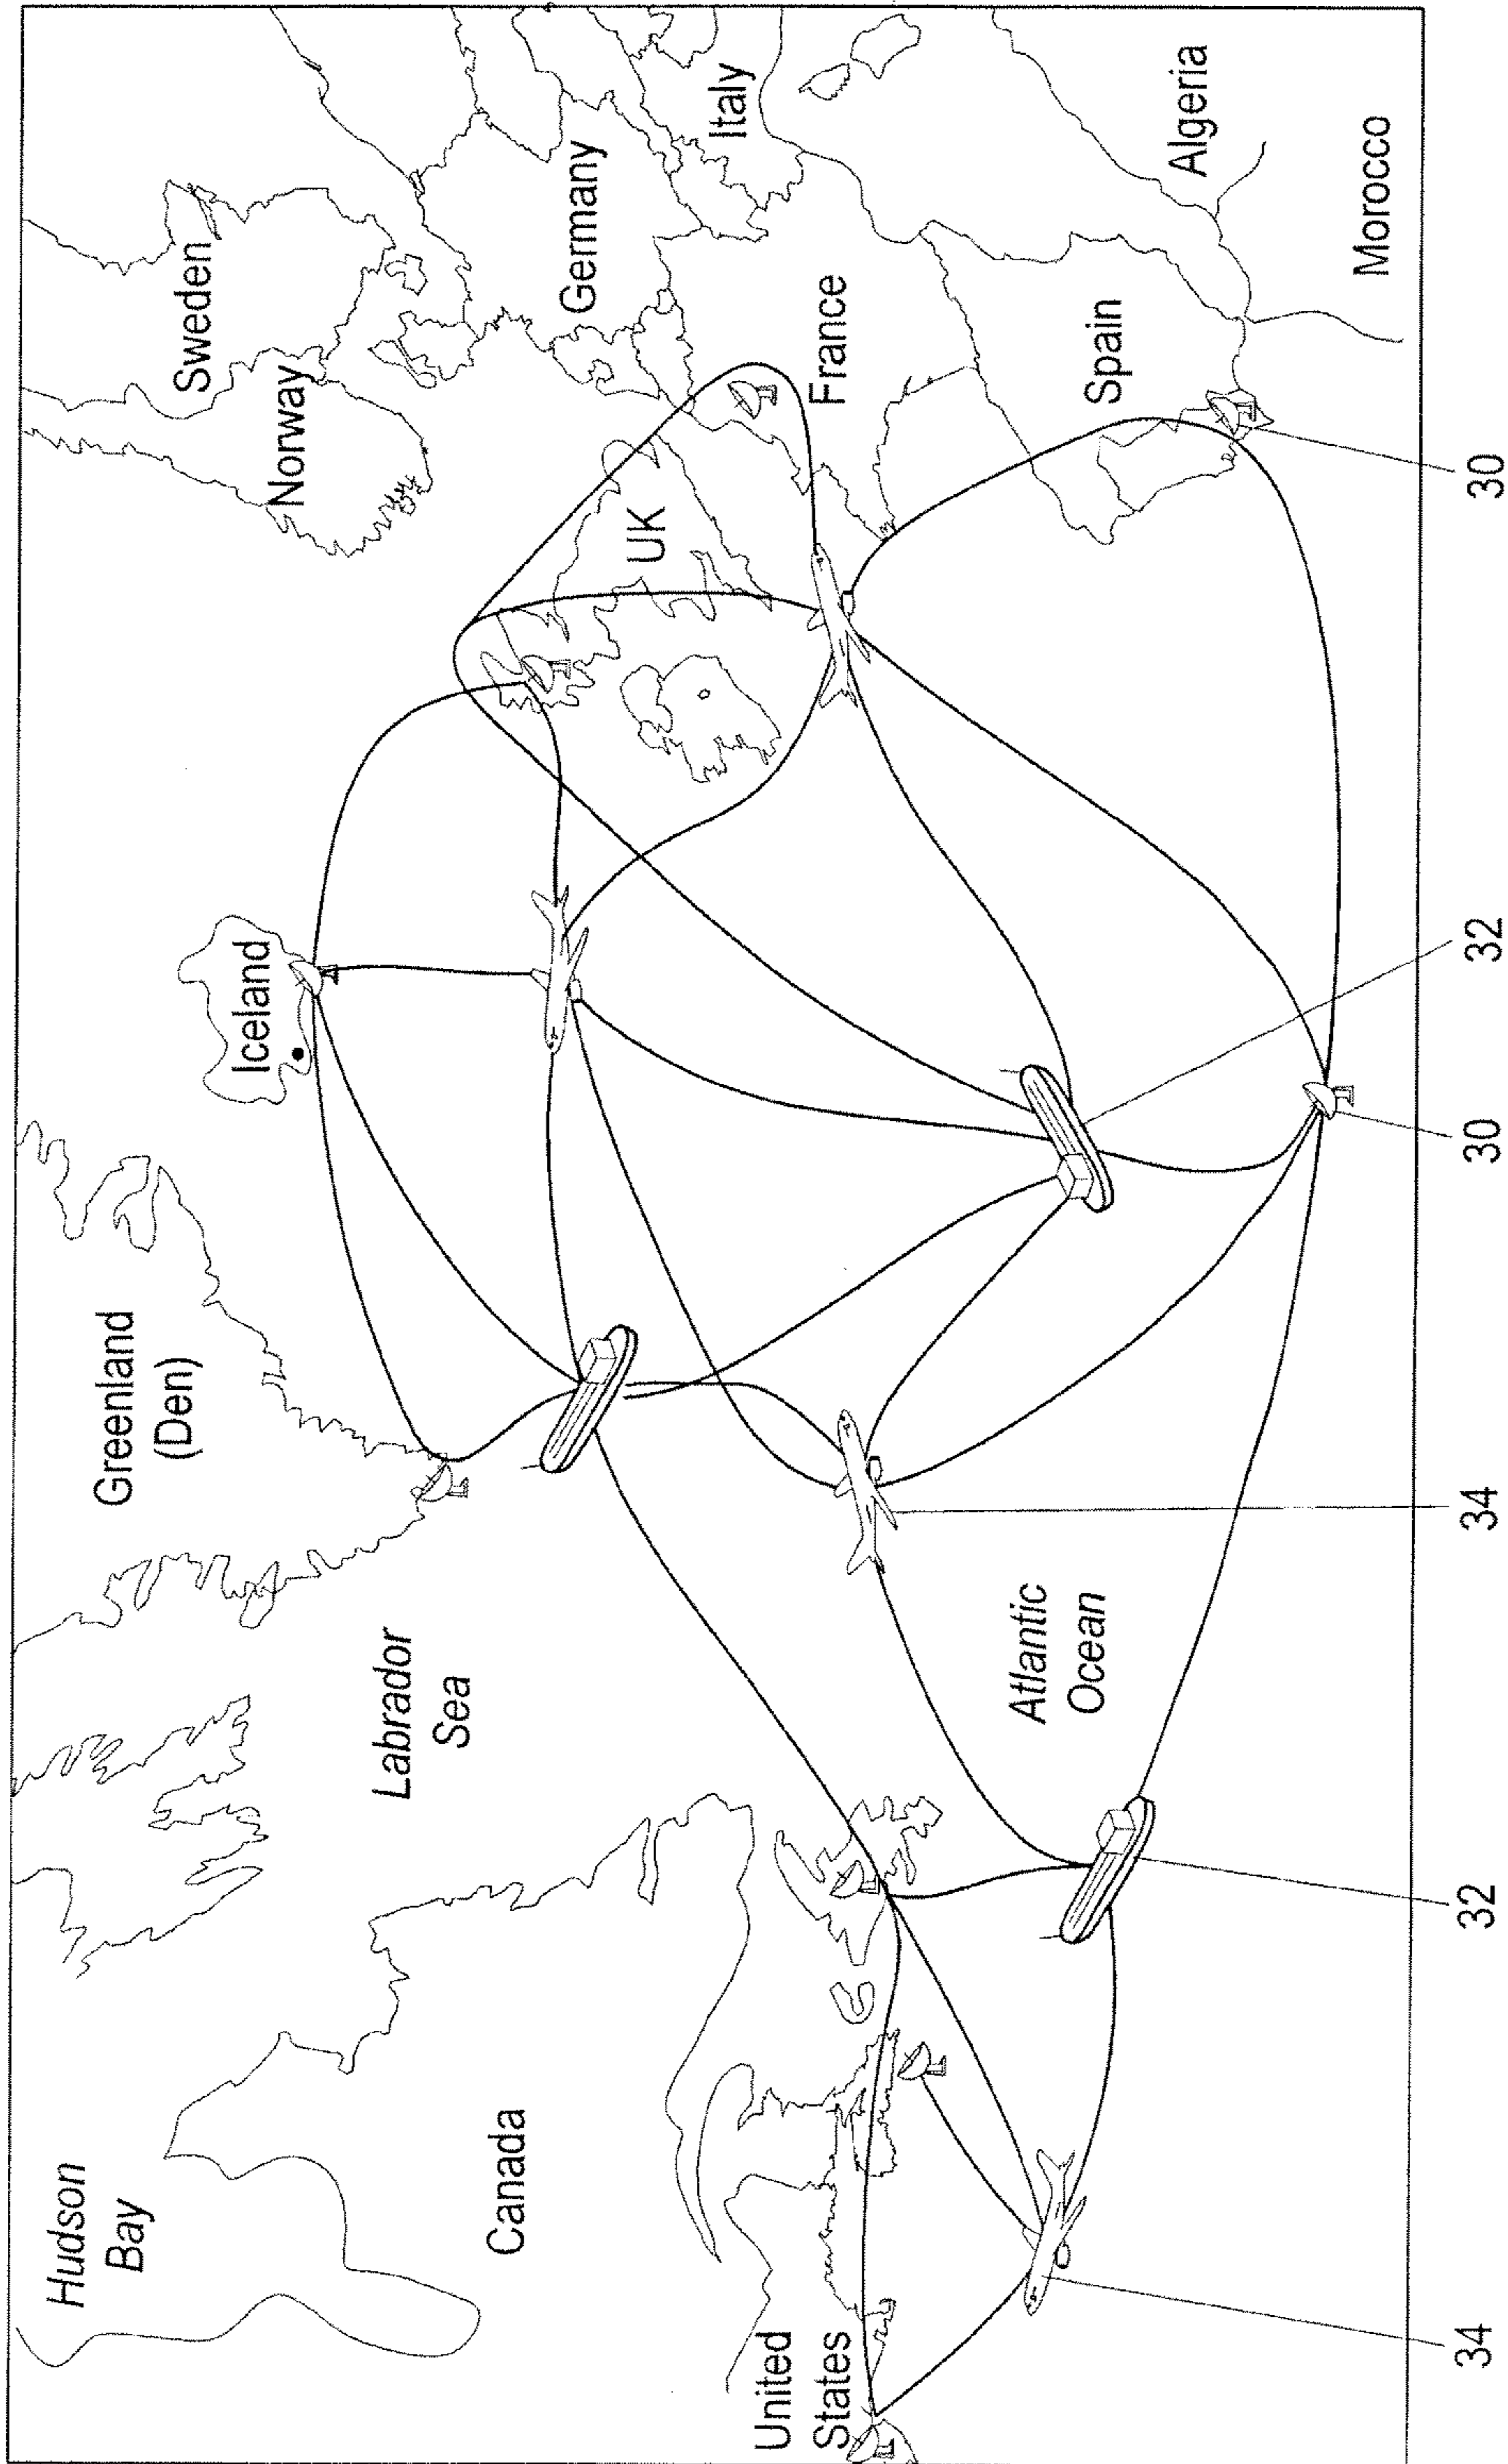 Hudson
Bay
Greenland
(Den)
Iceland
Norway
Sweden
Labrador
Sea
Canada
UK
Germany
United
States
Atlantic
Ocean
France
Italy
Spain
Algeria
Morocco
34
32
34
30
32
30